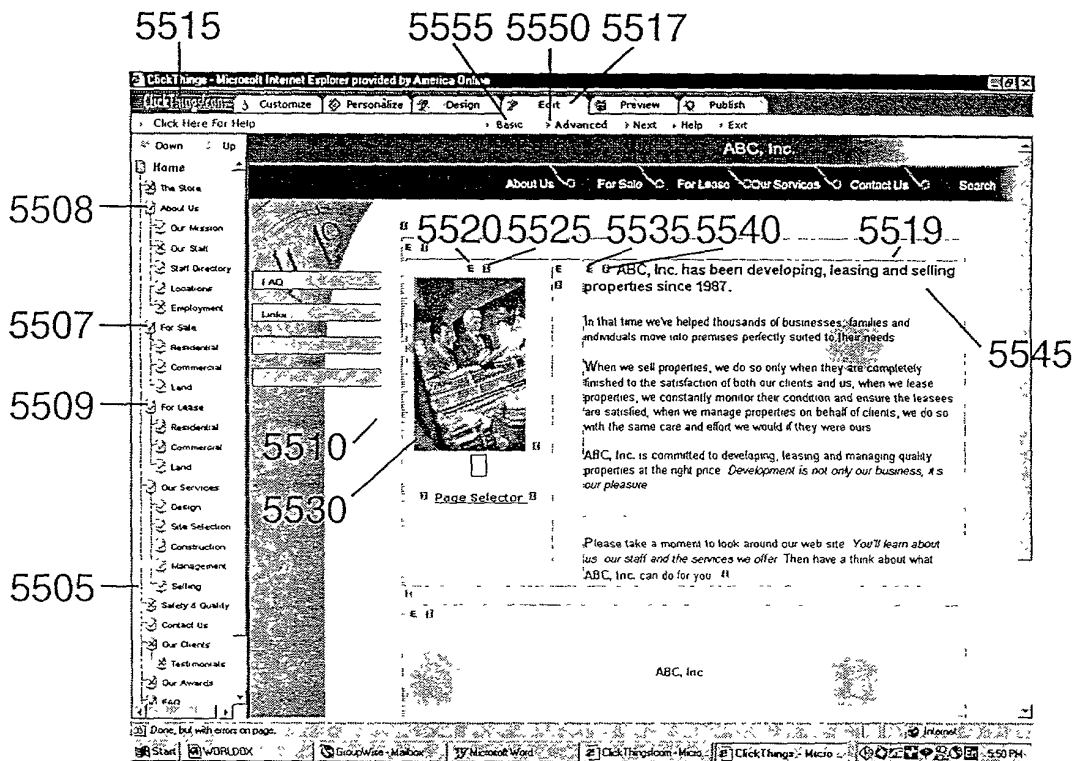 5515 5555 5550 5517
ClickThings - Microsoft Internet Explorer provided by America Online
Customize Personalize Design Edit Preview Publish
Click Here For Help Basic Advanced Next Help Exit
Down Up
ABC, Inc.
Home
About Us For Sale For Lease Our Services Contact Us Search
The Store
5508
About Us
Our Mission
Our Staff
Staff Directory
Locations
Employment
5507
For Sale
Residential
Commercial
Land
5509
For Lease
Residential
Commercial
Land
Our Services
Design
Site Selection
Construction
Management
5505
Selling
Safety & Quality
Contact Us
Our Clients
Testimonials
Our Awards
FAQ
FAQ
Links
5510
5530
5520 5525 5535 5540 5519
E B
E B
E
B
E B
Page Selector
ABC, Inc. has been developing, leasing and selling
properties since 1987.
5545
In that time we've helped thousands of businesses, families and
individuals move into premises perfectly suited to their needs
When we sell properties, we do so only when they are completely
finished to the satisfaction of both our clients and us, when we lease
properties, we constantly monitor their condition and ensure the leasees
are satisfied, when we manage properties on behalf of clients, we do so
with the same care and effort we would if they were ours
ABC, Inc. is committed to developing, leasing and managing quality
properties at the right price Development is not only our business, it s
our pleasure
Please take a moment to look around our web site You'll learn about
us our staff and the services we offer Then have a think about what
ABC, Inc. can do for you
E B
ABC, Inc
Done, but with errors on page. Internet
Start WORLDOX GroupWise - Mailbox Microsoft Word ClickThings.com - Micro... ClickThings - Micro... 5:50 PM